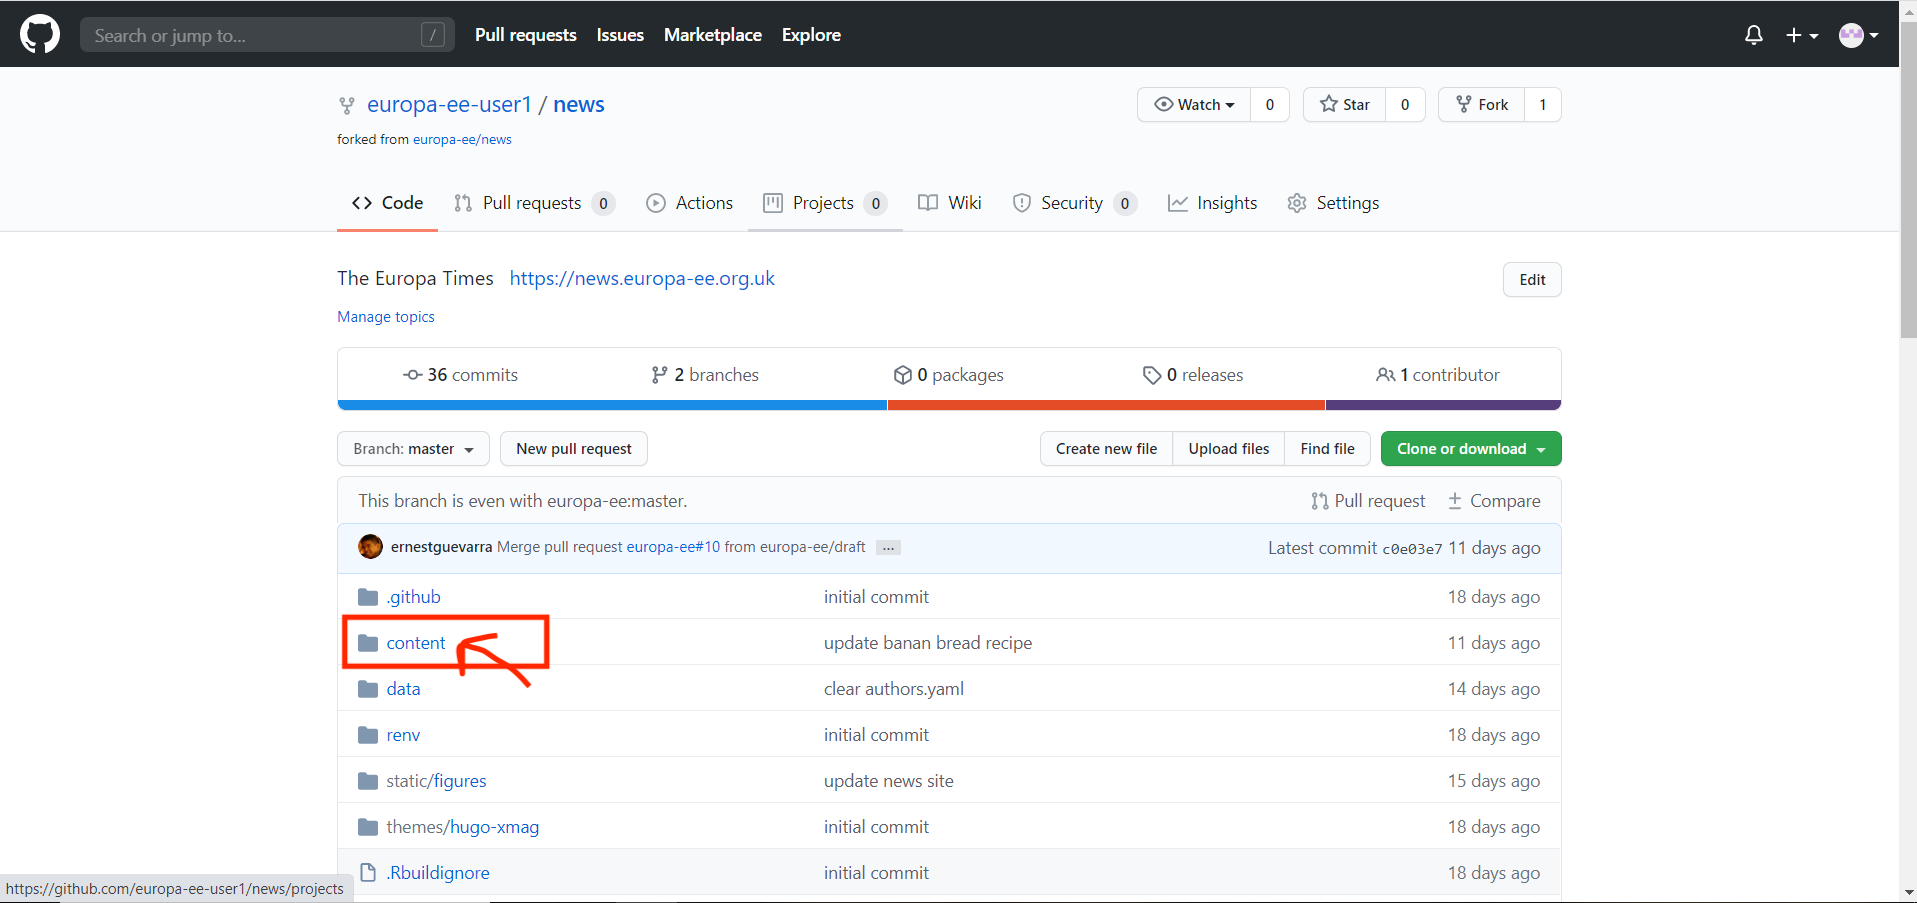 Search or jump to... / Pull requests Issues Marketplace Explore
europa-ee-user1 / news Watch 0 Star 0 Fork 1
forked from europa-ee/news
Code Pull requests 0 Actions Projects 0 Wiki Security 0 Insights Settings
The Europa Times https://news.europa-ee.org.uk Edit
Manage topics
36 commits 2 branches 0 packages 0 releases 1 contributor
Branch: master New pull request Create new file Upload files Find file Clone or download
This branch is even with europa-ee:master. Pull request Compare
ernestguevarra Merge pull request europa-ee#10 from europa-ee/draft ... Latest commit c0e03e7 11 days ago
.github initial commit 18 days ago
content update banan bread recipe 11 days ago
data clear authors.yaml 14 days ago
renv initial commit 18 days ago
static/figures update news site 15 days ago
themes/hugo-xmag initial commit 18 days ago
.Rbuildignore initial commit 18 days ago
https://github.com/europa-ee-user1/news/projects